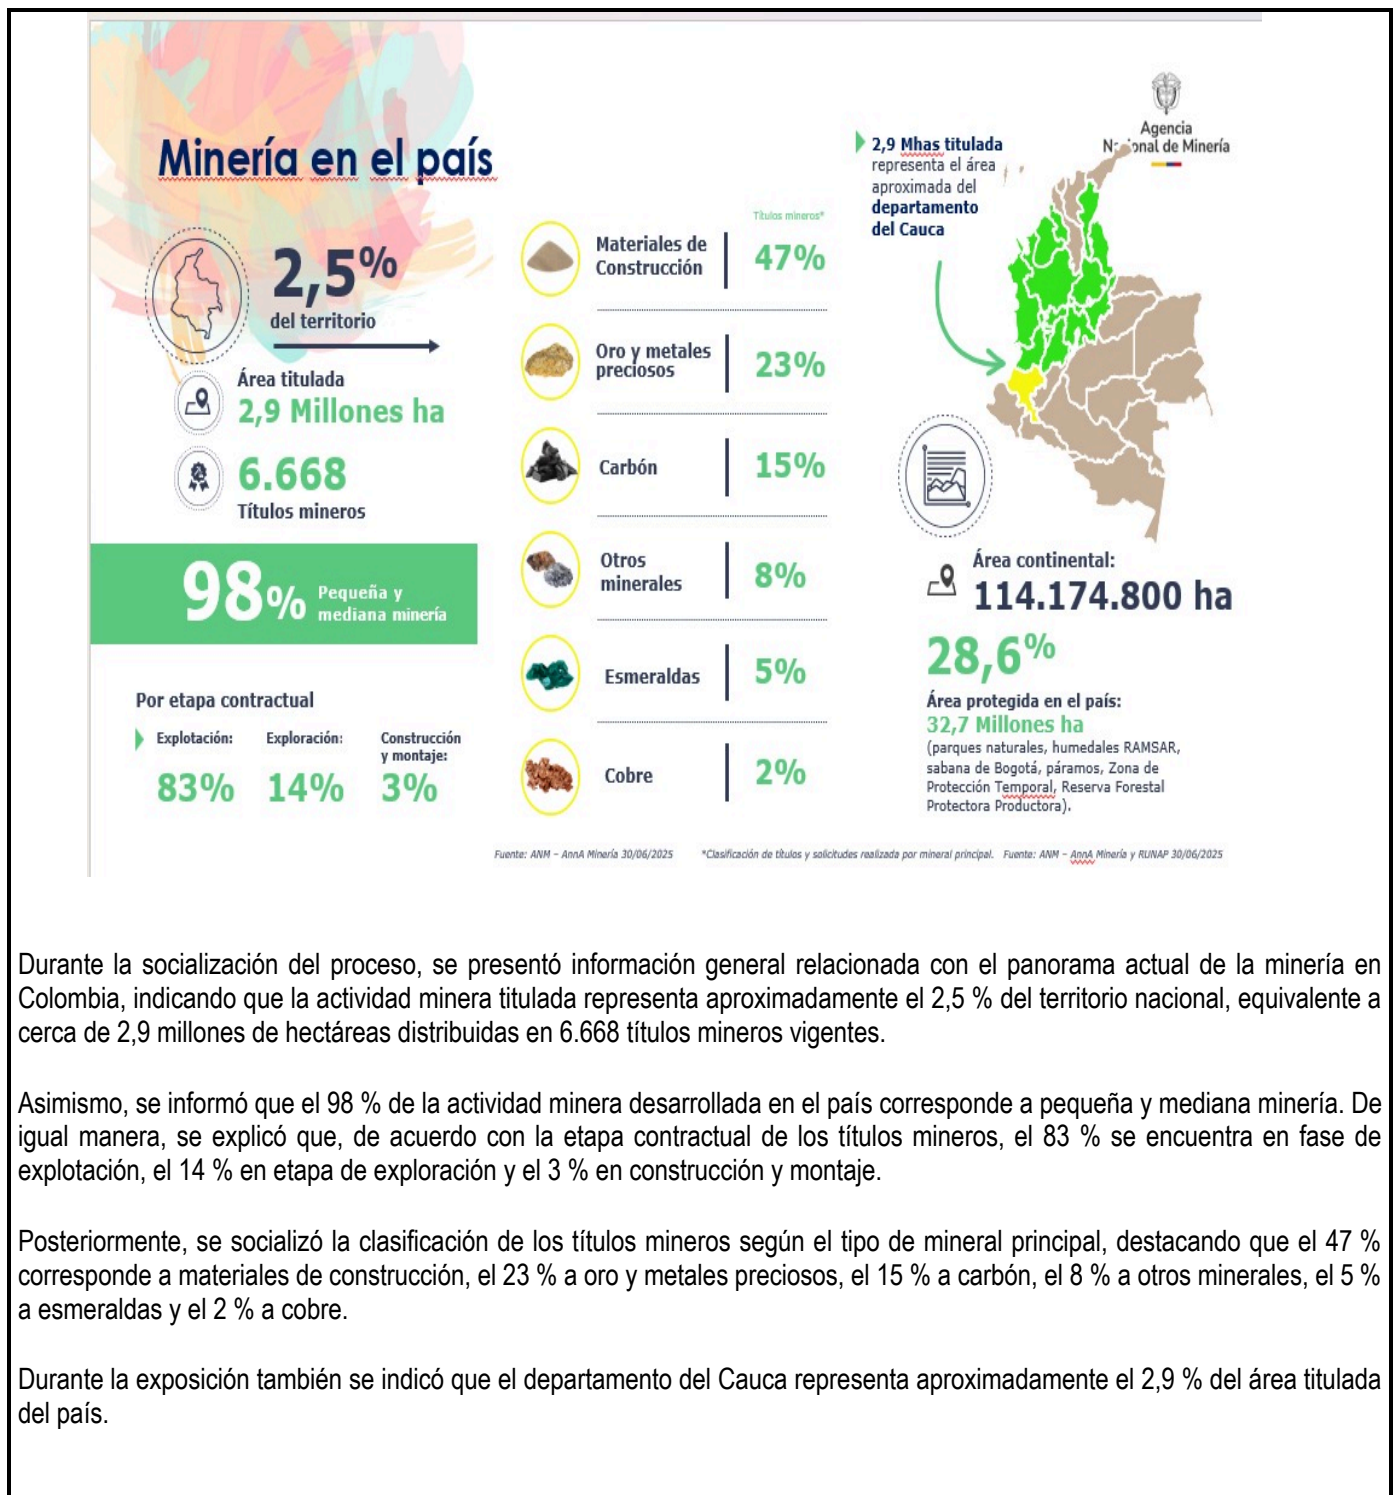 Minería en el país
2,5%
del territorio
Área titulada
2,9 Millones ha
6.668
Títulos mineros
98% Pequeña y
mediana minería
Por etapa contractual
Explotación:
83%
Exploración:
14%
Construcción
y montaje:
3%
Títulos mineros*
Materiales de
Construcción
47%
Oro y metales
preciosos
23%
Carbón
15%
Otros
minerales
8%
Esmeraldas
5%
Cobre
2%
2,9 Mhas titulada
representa el área
aproximada del
departamento
del Cauca
Agencia
Nacional de Minería
Área continental:
114.174.800 ha
28,6%
Área protegida en el país:
32,7 Millones ha
(parques naturales, humedales RAMSAR,
sabana de Bogotá, páramos, Zona de
Protección Temporal, Reserva Forestal
Protectora Productora).
Fuente: ANM – AnnA Minería 30/06/2025
*Clasificación de títulos y solicitudes realizada por mineral principal. Fuente: ANM – AnnA Minería y RUNAP 30/06/2025
Durante la socialización del proceso, se presentó información general relacionada con el panorama actual de la minería en
Colombia, indicando que la actividad minera titulada representa aproximadamente el 2,5 % del territorio nacional, equivalente a
cerca de 2,9 millones de hectáreas distribuidas en 6.668 títulos mineros vigentes.
Asimismo, se informó que el 98 % de la actividad minera desarrollada en el país corresponde a pequeña y mediana minería. De
igual manera, se explicó que, de acuerdo con la etapa contractual de los títulos mineros, el 83 % se encuentra en fase de
explotación, el 14 % en etapa de exploración y el 3 % en construcción y montaje.
Posteriormente, se socializó la clasificación de los títulos mineros según el tipo de mineral principal, destacando que el 47 %
corresponde a materiales de construcción, el 23 % a oro y metales preciosos, el 15 % a carbón, el 8 % a otros minerales, el 5 %
a esmeraldas y el 2 % a cobre.
Durante la exposición también se indicó que el departamento del Cauca representa aproximadamente el 2,9 % del área titulada
del país.